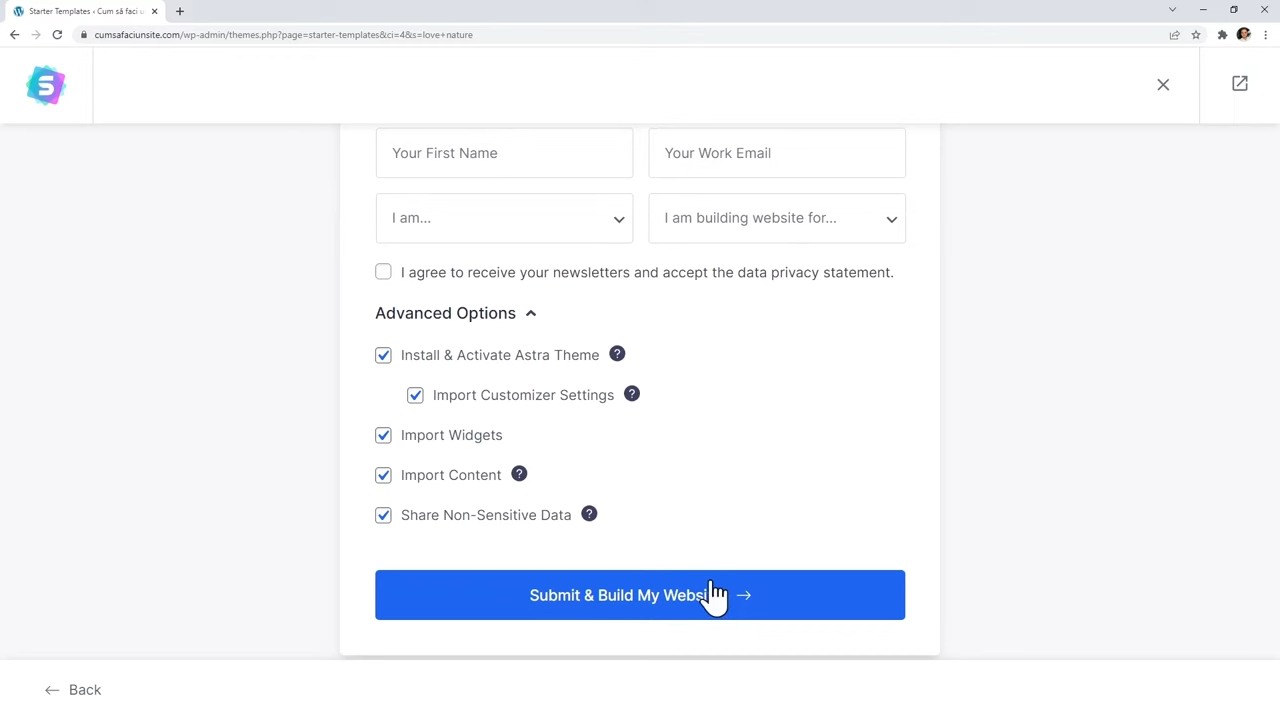 Starter Templates ‹ Cum să faci u
cumsafaciunsite.com/wp-admin/themes.php?page=starter-templates&ci=4&s=love+nature
S
Your First Name
Your Work Email
I am...
I am building website for...
I agree to receive your newsletters and accept the data privacy statement.
Advanced Options
Install & Activate Astra Theme ?
Import Customizer Settings ?
Import Widgets
Import Content ?
Share Non-Sensitive Data ?
Submit & Build My Websi →
← Back